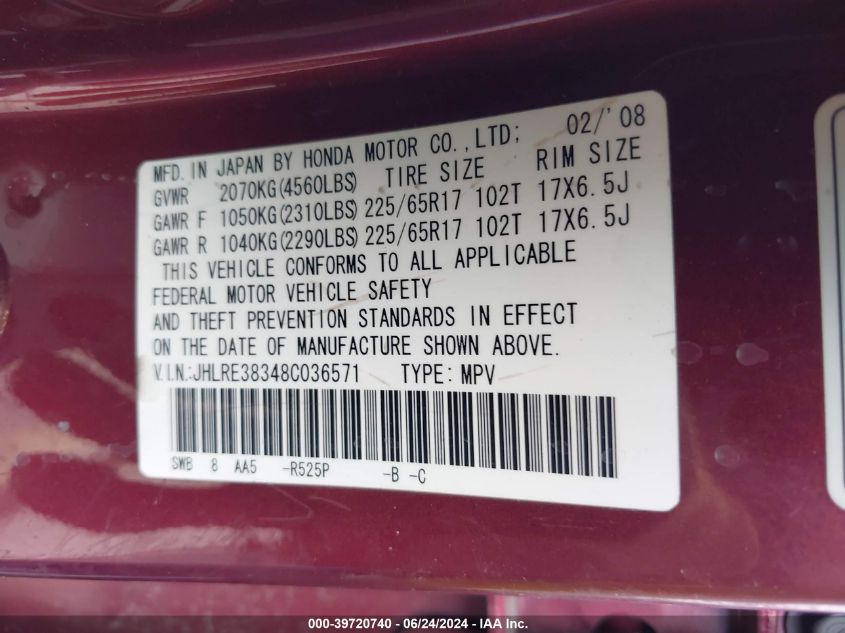 MFD. IN JAPAN BY HONDA MOTOR CO.,LTD; 02/'08
GVWR 2070KG(4560LBS) TIRE SIZE RIM SIZE
GAWR F 1050KG(2310LBS) 225/65R17 102T 17X6.5J
GAWR R 1040KG(2290LBS) 225/65R17 102T 17X6.5J
THIS VEHICLE CONFORMS TO ALL APPLICABLE
FEDERAL MOTOR VEHICLE SAFETY
AND THEFT PREVENTION STANDARDS IN EFFECT
ON THE DATE OF MANUFACTURE SHOWN ABOVE.
V.I.N.:JHLRE38348C036571 TYPE: MPV
SWB 8 AA5 -R525P -B -C
000-39720740 - 06/24/2024 - IAA Inc.